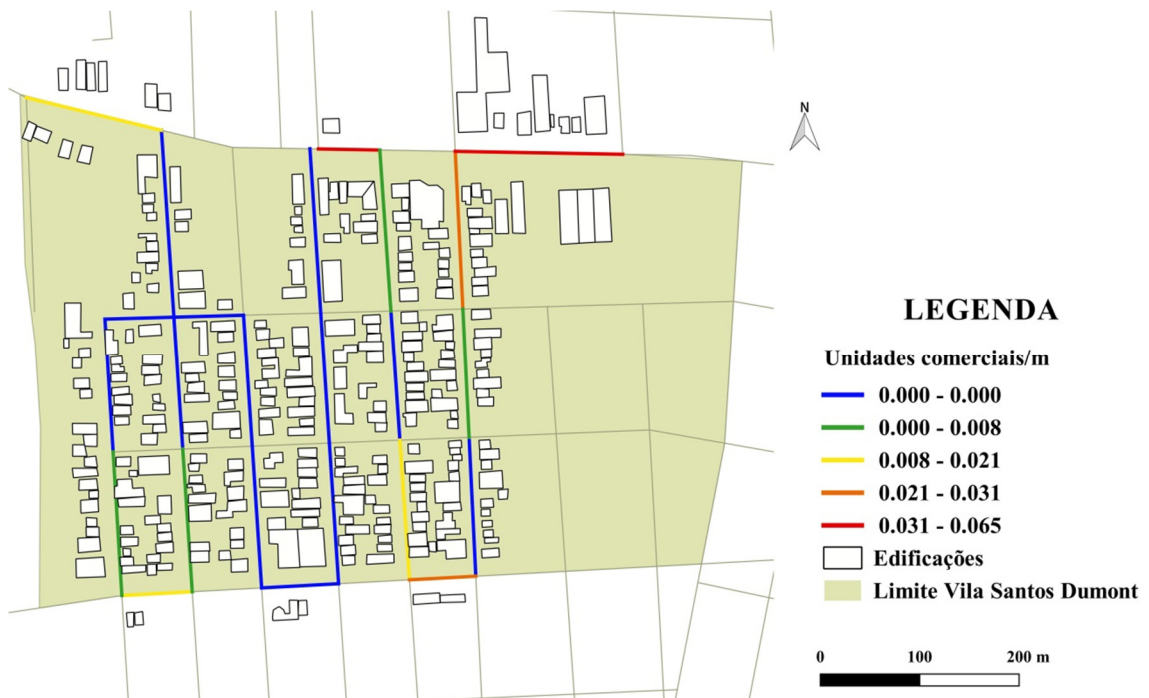 N
LEGENDA
Unidades comerciais/m
0.000 - 0.000
0.000 - 0.008
0.008 - 0.021
0.021 - 0.031
0.031 - 0.065
Edificações
Limite Vila Santos Dumont
0 100 200 m